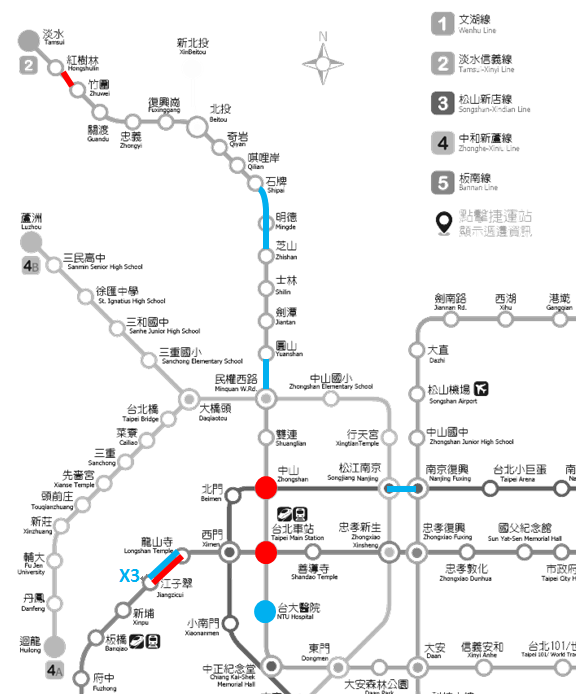 淡水
Tamsui
2
紅樹林
Hongshulin
竹圍
Zhuwei
關渡
Guandu
忠義
Zhongyi
復興崗
Fuxinggang
新北投
XinBeitou
北投
Beitou
奇岩
Qiyan
唭哩岸
Qilian
石牌
Shipai
明德
Mingde
芝山
Zhishan
士林
Shilin
劍潭
Jiantan
圓山
Yuanshan
民權西路
Minquan W.Rd.
雙連
Shuanglian
中山
Zhongshan
台北車站
Taipei Main Station
台大醫院
NTU Hospital
中正紀念堂
Chiang Kai-Shek
Memorial Hall
N
1
文湖線
Wenhu Line
2
淡水信義線
Tamsui-Xinyi Line
3
松山新店線
Songshan-Xindian Line
4
中和新蘆線
Zhonghe-Xinlu Line
5
板南線
Bannan Line
點擊捷運站
顯示週邊資訊
蘆洲
Luzhou
4B
三民高中
Sanmin Senior High School
徐匯中學
St. Ignatius High School
三和國中
Sanhe Junior High School
三重國小
Sanchong Elementary School
大橋頭
Daqiaotou
台北橋
Taipei Bridge
菜寮
Cailiao
三重
Sanchong
先嗇宮
Xianse Temple
頭前庄
Touqianzhuang
新莊
Xinzhuang
輔大
Fu Jen
University
丹鳳
Danfeng
迴龍
Huilong
4A
中山國小
Zhongshan Elementary School
行天宮
XingtianTemple
松江南京
Songjiang Nanjing
忠孝新生
Zhongxiao
Xinsheng
東門
Dongmen
大安森林公園
Daan Park
劍南路
Jiannan Rd.
西湖
Xihu
港墘
Gangqian
大直
Dazhi
松山機場
Songshan Airport
中山國中
Zhongshan Junior High School
南京復興
Nanjing Fuxing
台北小巨蛋
Taipei Arena
南
Nan
忠孝復興
Zhongxiao Fuxing
國父紀念館
Sun Yat-Sen Memorial Hall
忠孝敦化
Zhongxiao Dunhua
市政府
Taipei City H
大安
Daan
信義安和
Xinyi Anhe
台北101/世
Taipei 101/ World Trad
北門
Beimen
西門
Ximen
小南門
Xiaonanmen
善導寺
Shandao Temple
龍山寺
Longshan Temple
X3
江子翠
Jiangzicui
新埔
Xinpu
板橋
Banqiao
府中
Fuzhong